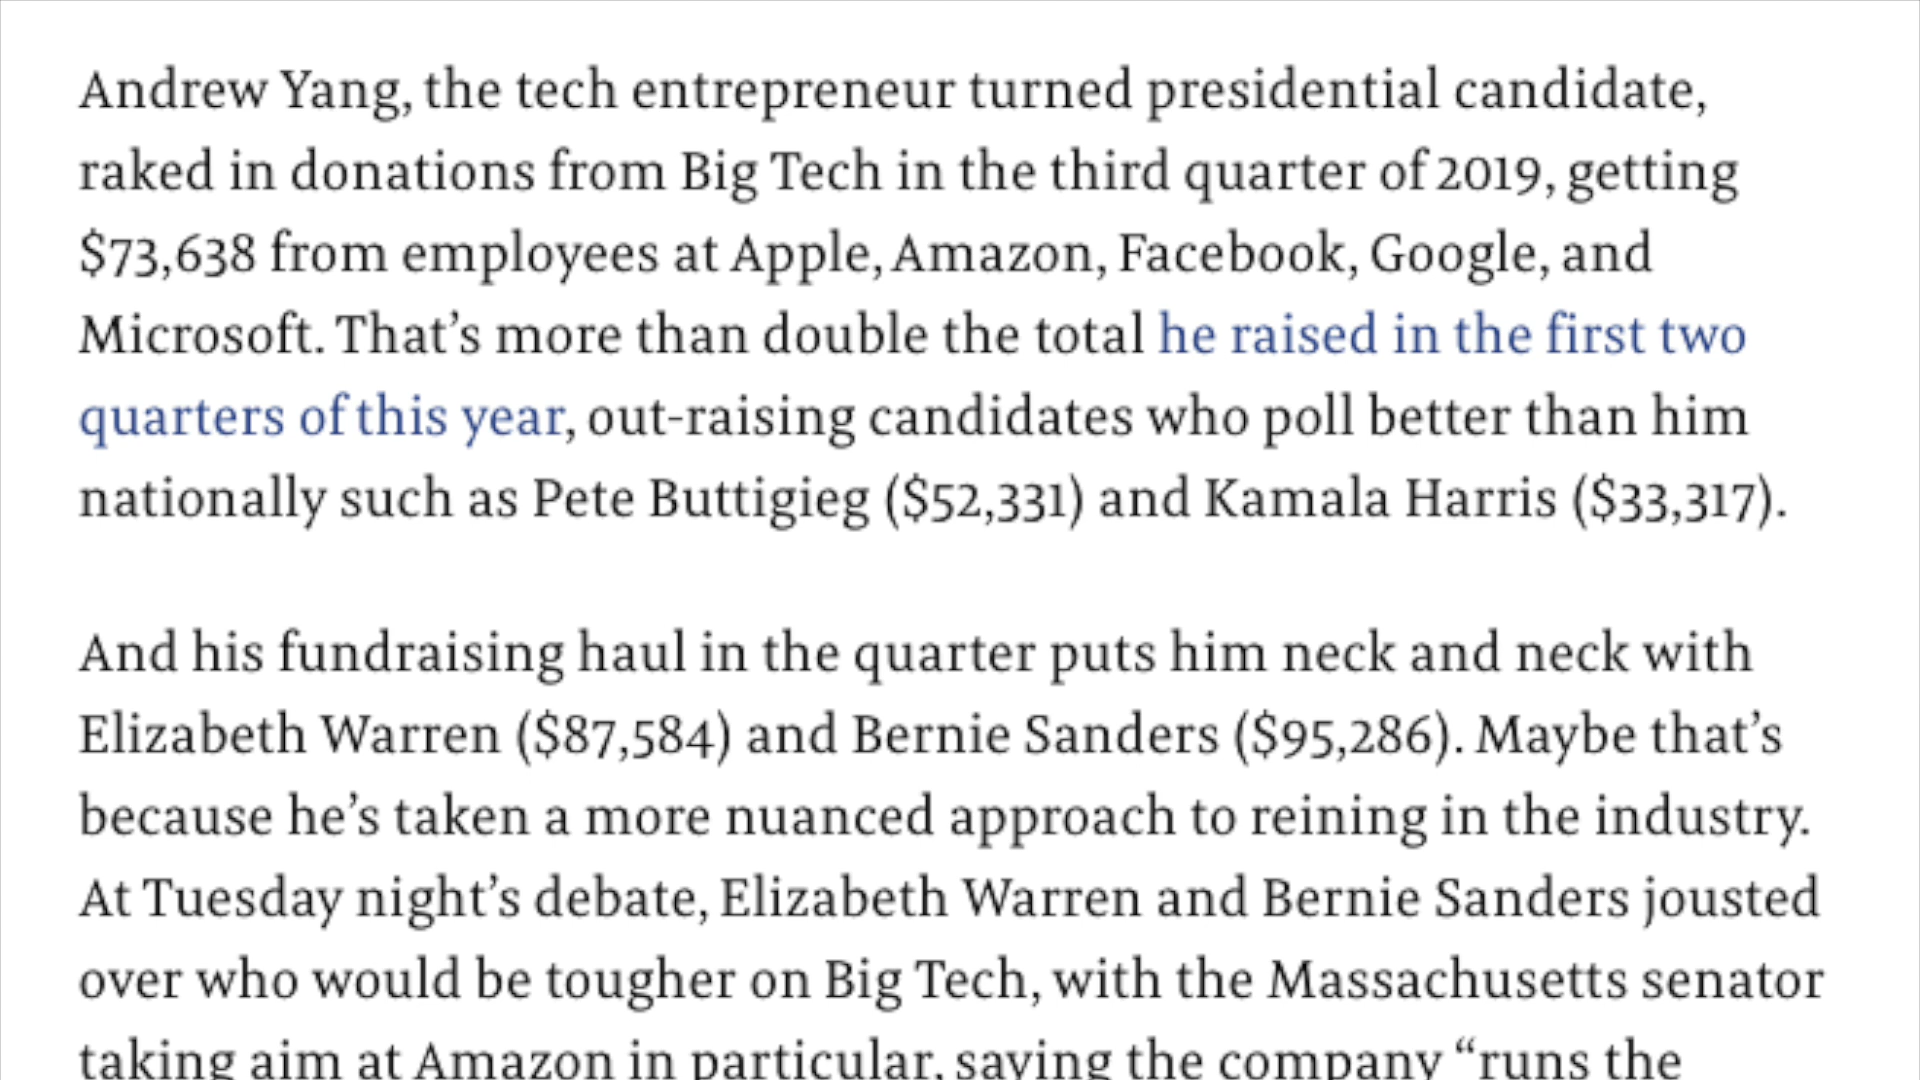 Andrew Yang, the tech entrepreneur turned presidential candidate,
raked in donations from Big Tech in the third quarter of 2019, getting
$73,638 from employees at Apple, Amazon, Facebook, Google, and
Microsoft. That’s more than double the total he raised in the first two
quarters of this year, out-raising candidates who poll better than him
nationally such as Pete Buttigieg ($52,331) and Kamala Harris ($33,317).
And his fundraising haul in the quarter puts him neck and neck with
Elizabeth Warren ($87,584) and Bernie Sanders ($95,286). Maybe that’s
because he’s taken a more nuanced approach to reining in the industry.
At Tuesday night’s debate, Elizabeth Warren and Bernie Sanders jousted
over who would be tougher on Big Tech, with the Massachusetts senator
taking aim at Amazon in particular, saying the company “runs the